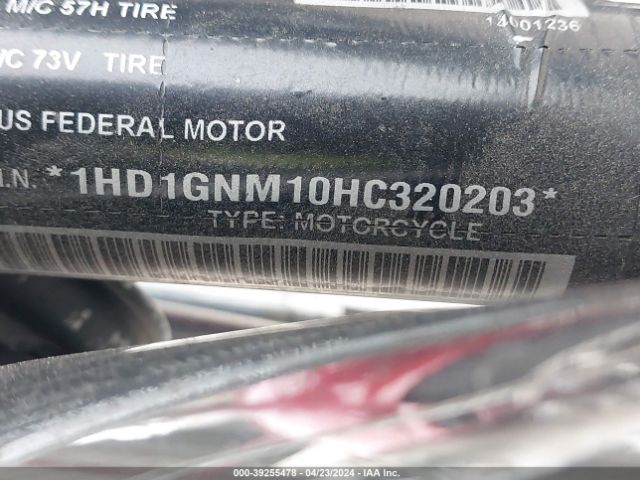 M/C 57H TIRE
14001236
/C 73V TIRE
US FEDERAL MOTOR
I.N. *1HD1GNM10HC320203*
TYPE: MOTORCYCLE
000-39255478 - 04/23/2024 - IAA Inc.